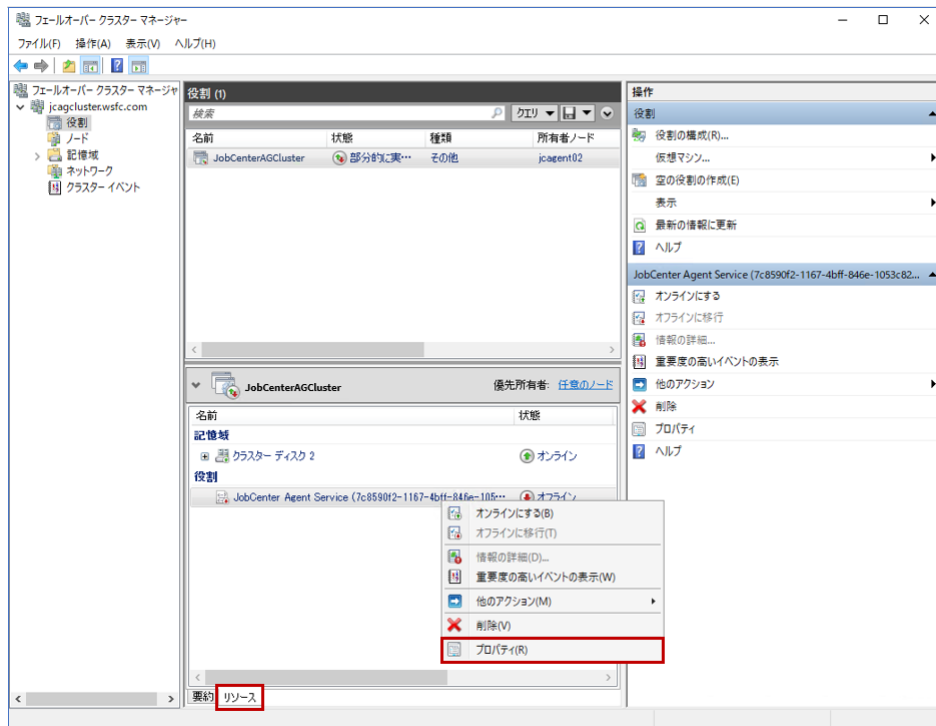 フェールオーバー クラスター マネージャー
ファイル(F) 操作(A) 表示(V) ヘルプ(H)
フェールオーバー クラスター マネージャ
jcagcluster.wsfc.com
役割
ノード
記憶域
ネットワーク
クラスター イベント
役割 (1)
検索
クエリ
名前 状態 種類 所有者ノード
JobCenterAGCluster 部分的に実… その他 jcagent02
JobCenterAGCluster 優先所有者: 任意のノード
名前 状態
記憶域
クラスター ディスク 2 オンライン
役割
JobCenter Agent Service (7c8590f2-1167-4bff-846e-105… オフライン
オンラインにする(B)
オフラインに移行(T)
情報の詳細(D)...
重要度の高いイベントの表示(W)
他のアクション(M)
削除(V)
プロパティ(R)
要約 リソース
操作
役割
役割の構成(R)...
仮想マシン...
空の役割の作成(E)
表示
最新の情報に更新
ヘルプ
JobCenter Agent Service (7c8590f2-1167-4bff-846e-1053c82...
オンラインにする
オフラインに移行
情報の詳細...
重要度の高いイベントの表示
他のアクション
削除
プロパティ
ヘルプ